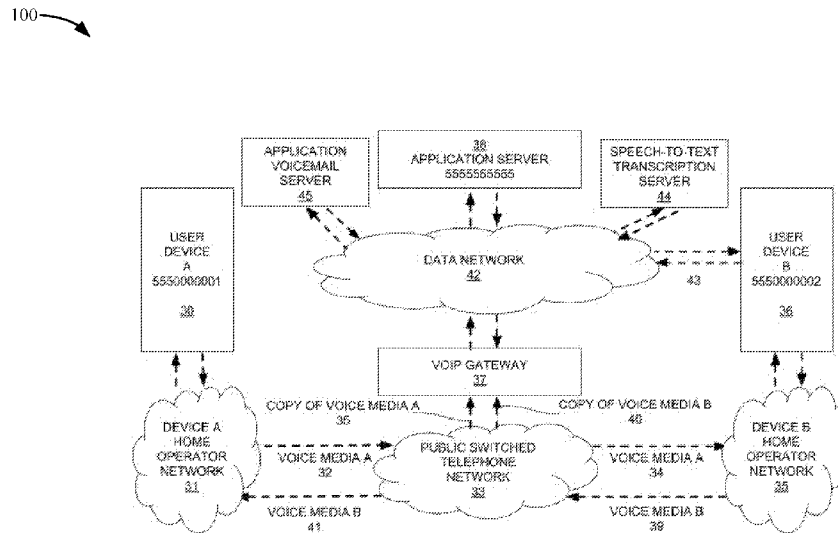 100
APPLICATION
VOICEMAIL
SERVER
45
38
APPLICATION SERVER
5555555555
SPEECH-TO-TEXT
TRANSCRIPTION
SERVER
44
USER
DEVICE
A
5550000001
30
DATA NETWORK
42
43
USER
DEVICE
B
5550000002
36
VOIP GATEWAY
37
COPY OF VOICE MEDIA A
COPY OF VOICE MEDIA B
40
DEVICE A
HOME
OPERATOR
NETWORK
31
VOICE MEDIA A
32
PUBLIC SWITCHED
TELEPHONE
NETWORK
33
VOICE MEDIA A
34
DEVICE B
HOME
OPERATOR
NETWORK
35
VOICE MEDIA B
41
VOICE MEDIA B
39